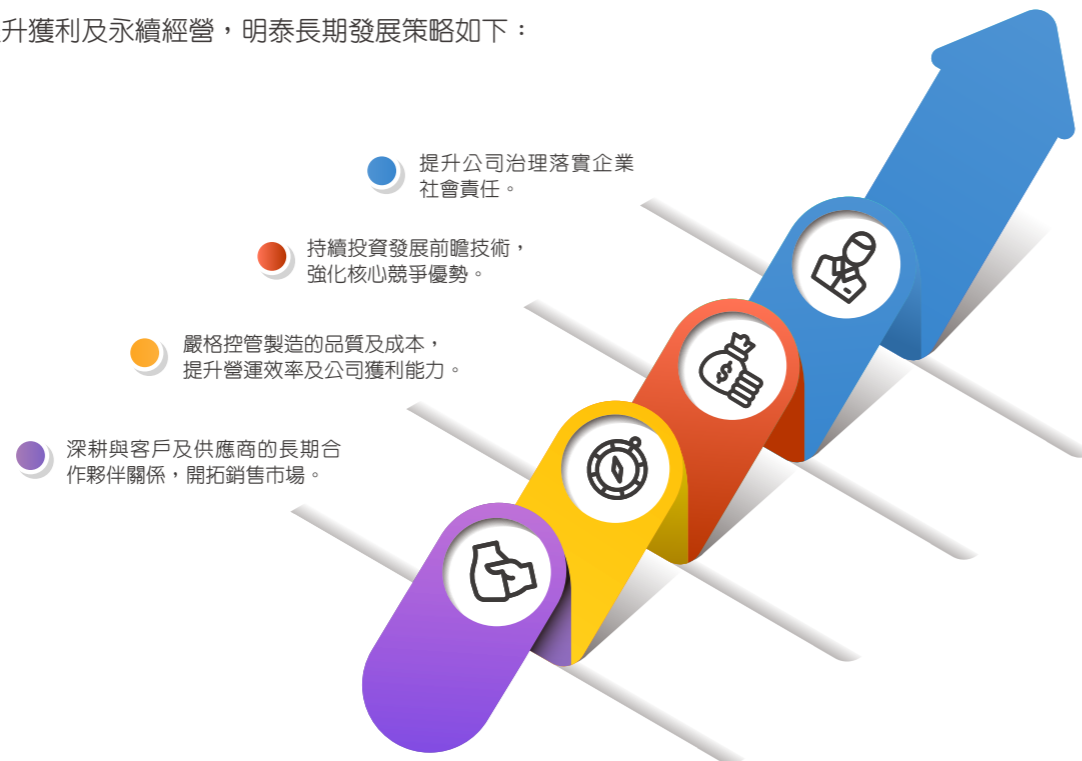 升獲利及永續經營，明泰長期發展策略如下：
提升公司治理落實企業
社會責任。
持續投資發展前瞻技術，
強化核心競爭優勢。
嚴格控管製造的品質及成本，
提升營運效率及公司獲利能力。
深耕與客戶及供應商的長期合
作夥伴關係，開拓銷售市場。
$